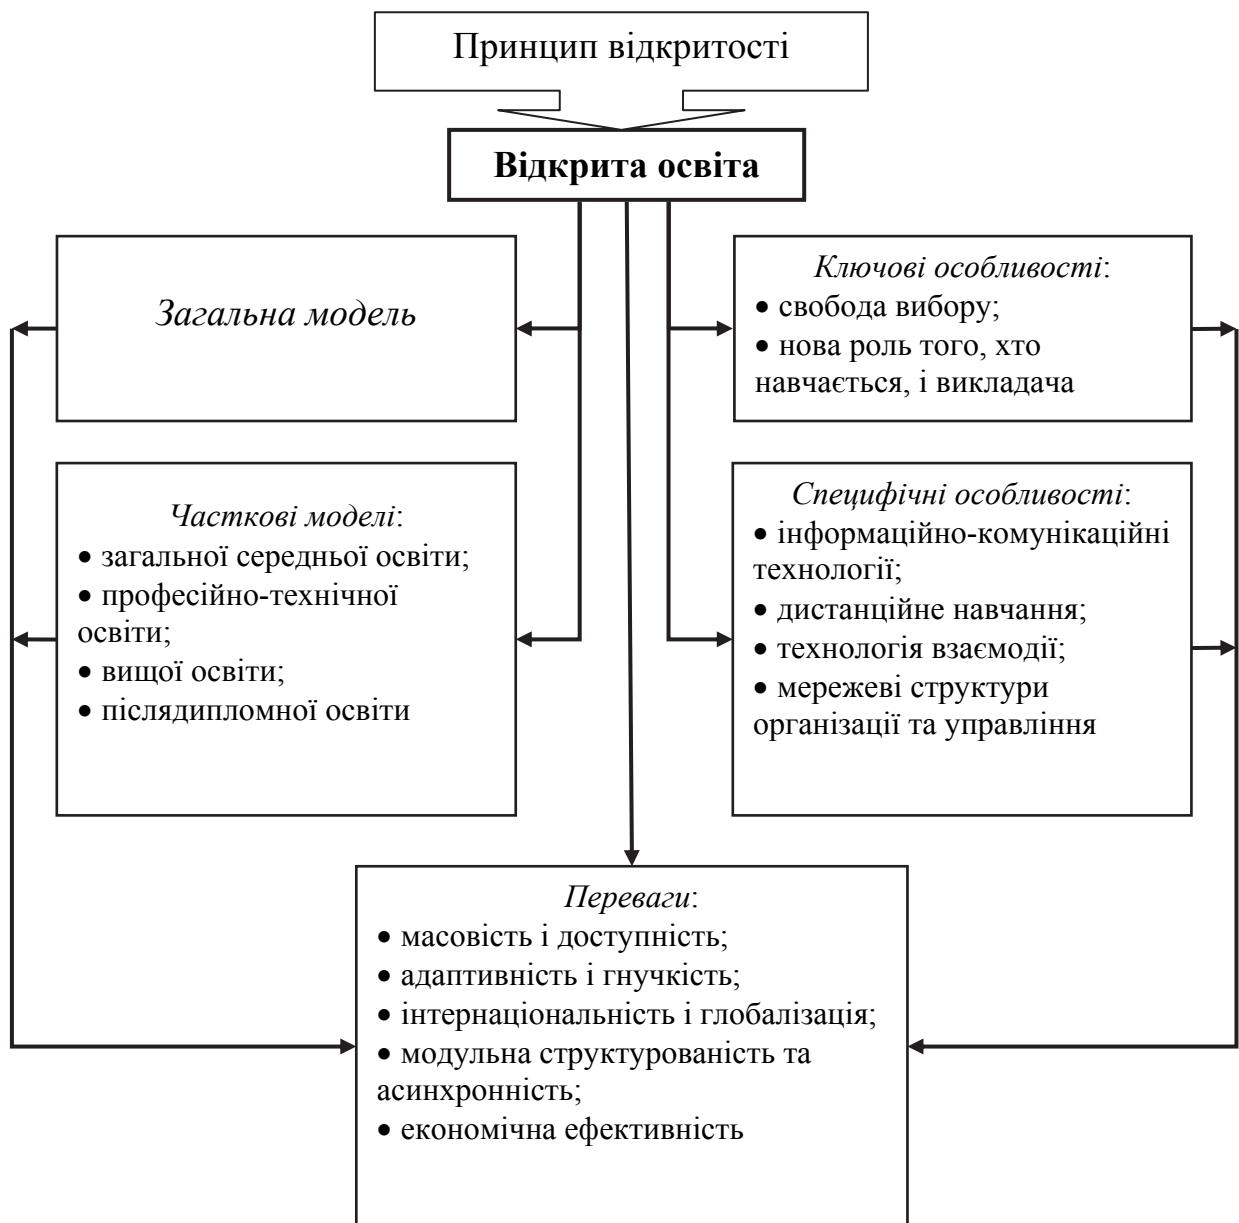 Принцип відкритості
Відкрита освіта
Загальна модель
Ключові особливості:
• свобода вибору;
• нова роль того, хто
навчається, і викладача
Часткові моделі:
• загальної середньої освіти;
• професійно-технічної
освіти;
• вищої освіти;
• післядипломної освіти
Специфічні особливості:
• інформаційно-комунікаційні
технології;
• дистанційне навчання;
• технологія взаємодії;
• мережеві структури
організації та управління
Переваги:
• масовість і доступність;
• адаптивність і гнучкість;
• інтернаціональність і глобалізація;
• модульна структурованість та
асинхронність;
• економічна ефективність